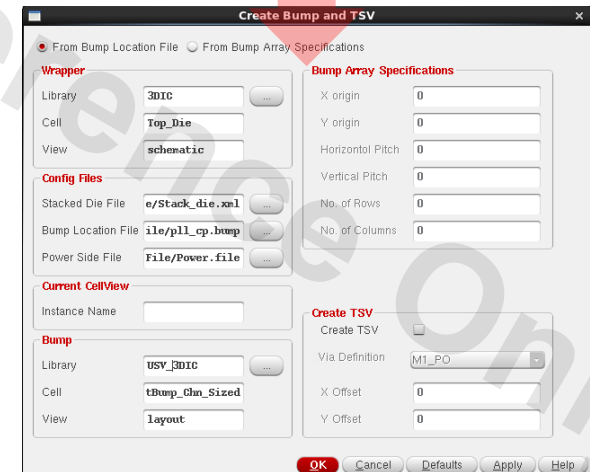 Create Bump and TSV
From Bump Location File From Bump Array Specifications
Wrapper
Library 3DIC ...
Cell Top_Die
View schematic
Config Files
Stacked Die File e/Stack_die.xml ...
Bump Location File ile/pll_cp.bump ...
Power Side File File/Power.file ...
Current CellView
Instance Name
Bump
Library USV_3DIC ...
Cell tBump_Chn_Sized
View layout
Bump Array Specifications
X origin 0
Y origin 0
Horizontol Pitch 0
Vertical Pitch 0
No. of Rows 0
No. of Columns 0
Create TSV
Create TSV
Via Definition M1_PO
X Offset 0
Y Offset 0
OK Cancel Defaults Apply Help